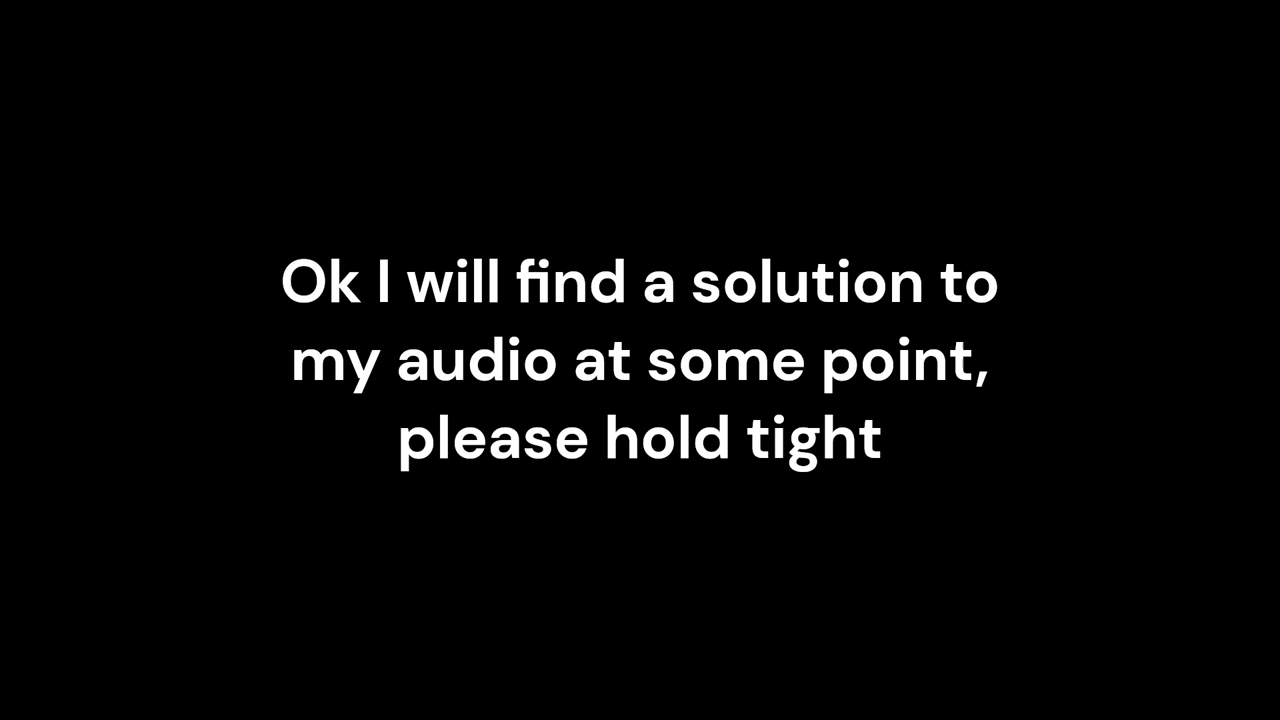 Ok I will find a solution to
my audio at some point,
please hold tight